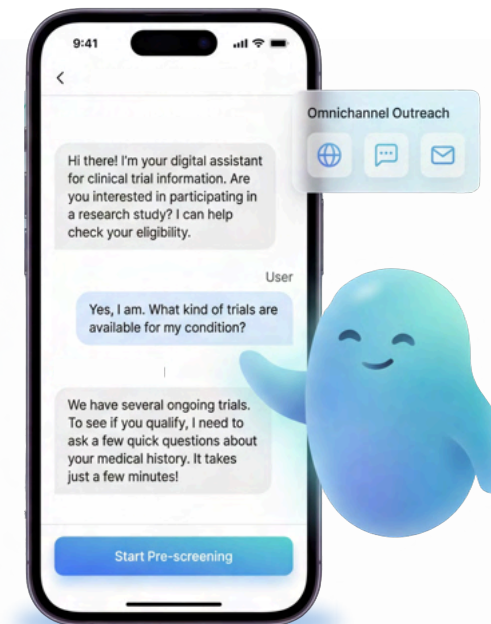 9:41
Omnichannel Outreach
Hi there! I'm your digital assistant
for clinical trial information. Are
you interested in participating in
a research study? I can help
check your eligibility.
User
Yes, I am. What kind of trials are
available for my condition?
We have several ongoing trials.
To see if you qualify, I need to
ask a few quick questions about
your medical history. It takes
just a few minutes!
Start Pre-screening